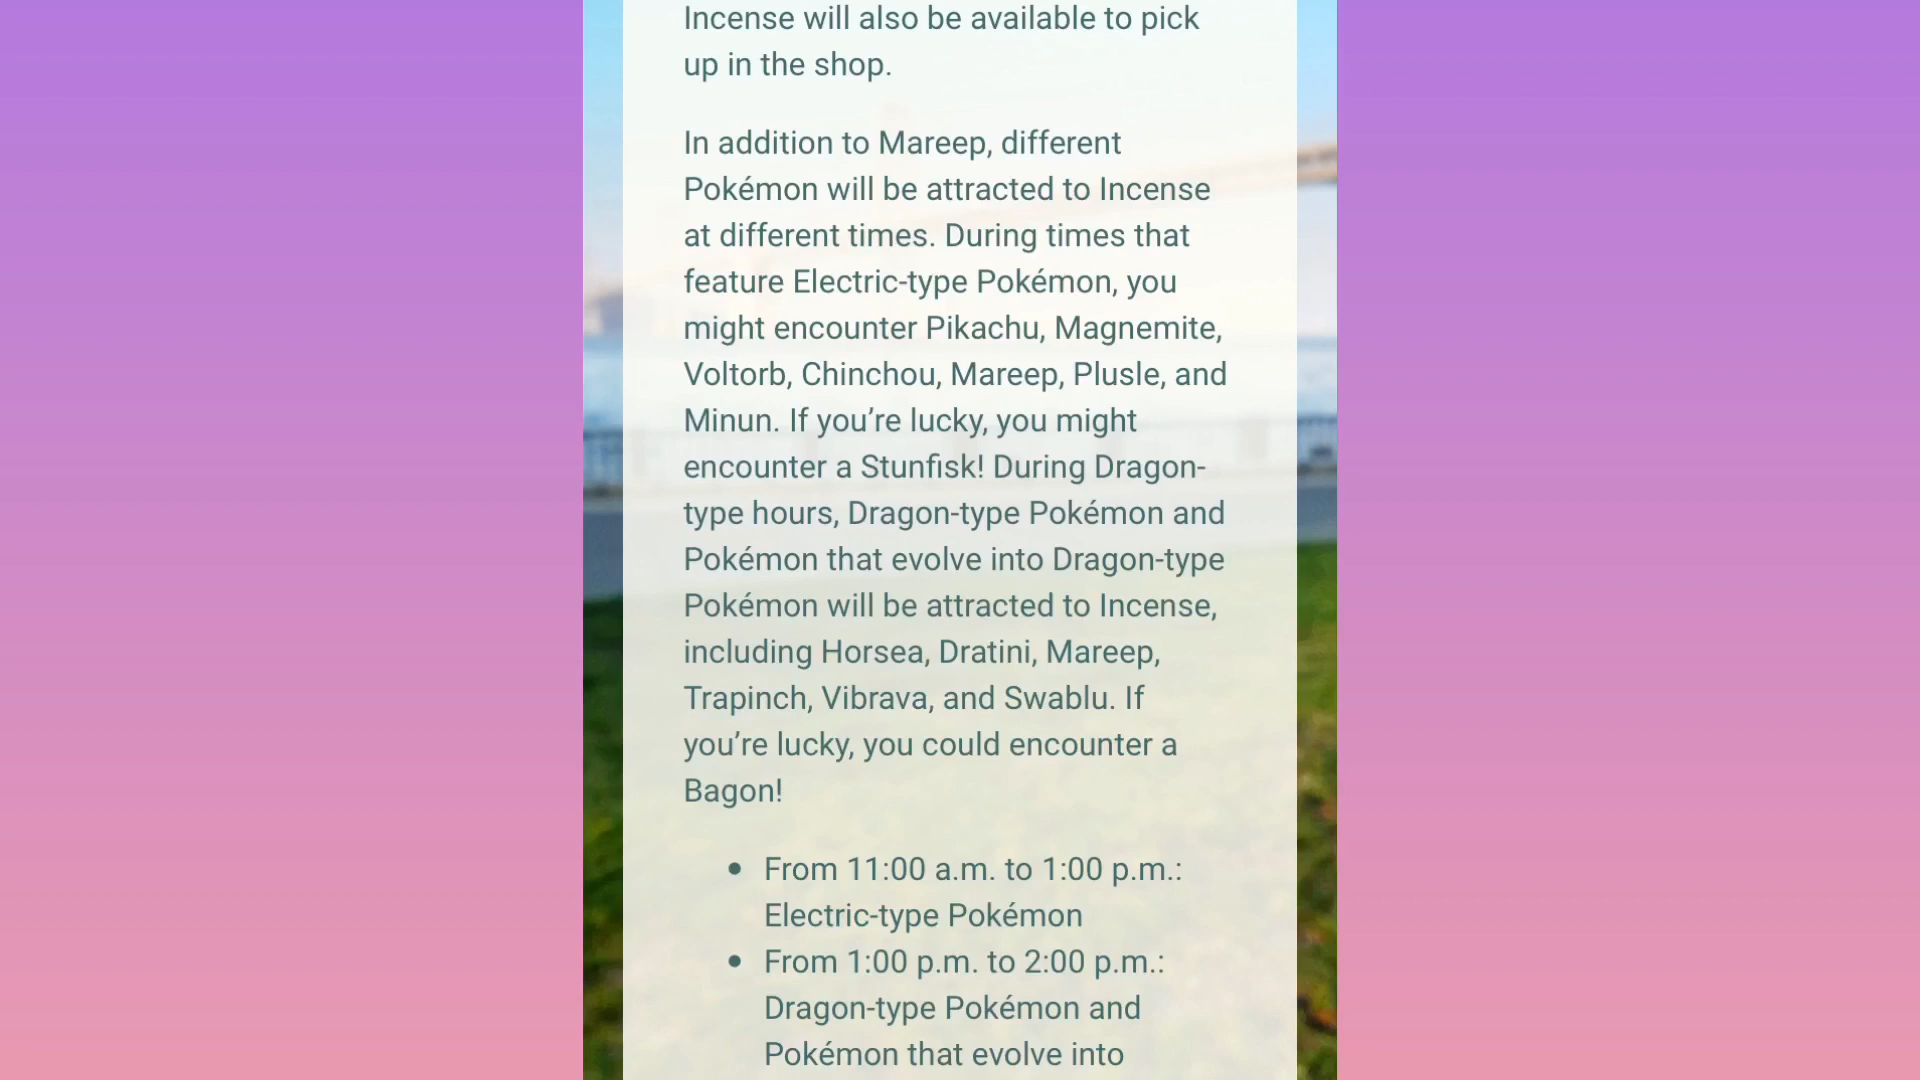 Incense will also be available to pick
up in the shop.
In addition to Mareep, different
Pokémon will be attracted to Incense
at different times. During times that
feature Electric-type Pokémon, you
might encounter Pikachu, Magnemite,
Voltorb, Chinchou, Mareep, Plusle, and
Minun. If you’re lucky, you might
encounter a Stunfisk! During Dragon-
type hours, Dragon-type Pokémon and
Pokémon that evolve into Dragon-type
Pokémon will be attracted to Incense,
including Horsea, Dratini, Mareep,
Trapinch, Vibrava, and Swablu. If
you’re lucky, you could encounter a
Bagon!
• From 11:00 a.m. to 1:00 p.m.:
Electric-type Pokémon
• From 1:00 p.m. to 2:00 p.m.:
Dragon-type Pokémon and
Pokémon that evolve into